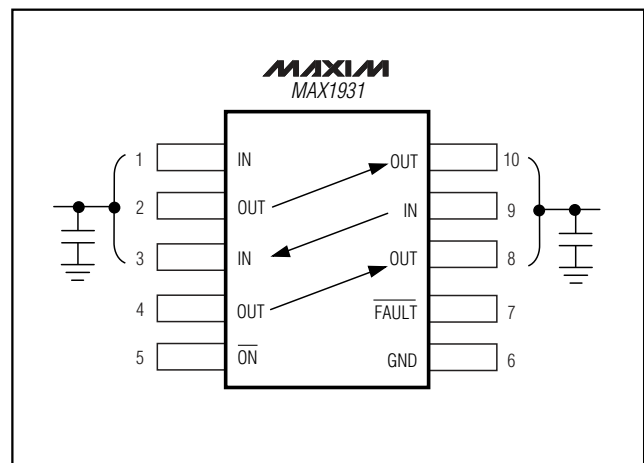 MAXIM
MAX1931
1 IN OUT 10
2 OUT IN 9
3 IN OUT 8
4 OUT FAULT 7
5 ON GND 6